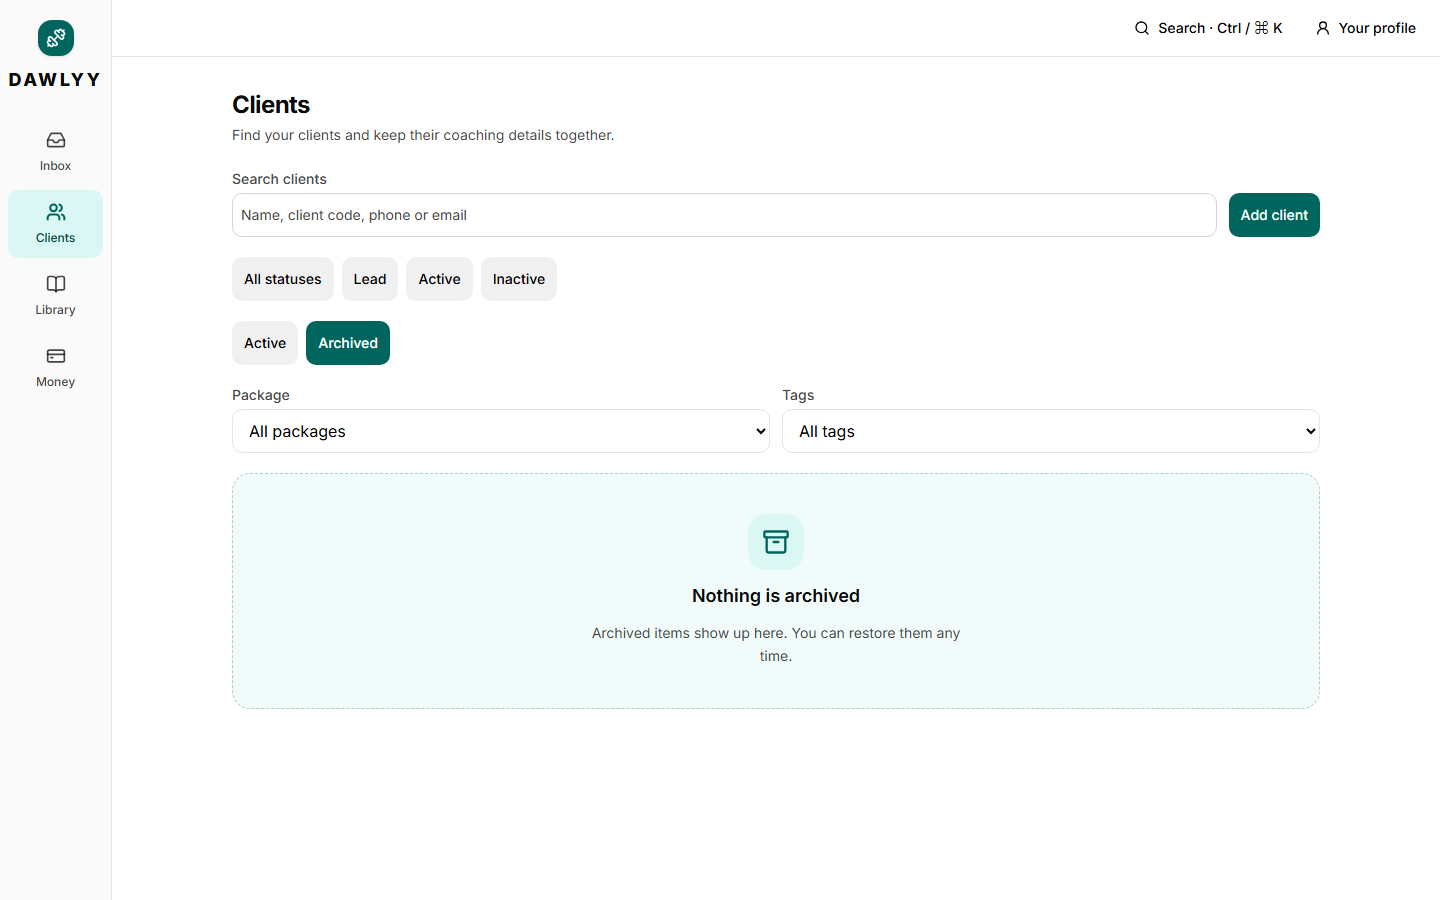 DAWLYY
Inbox
Clients
Library
Money
Search · Ctrl / ⌘ K
Your profile
Clients
Find your clients and keep their coaching details together.
Search clients
Name, client code, phone or email
Add client
All statuses
Lead
Active
Inactive
Active
Archived
Package
Tags
All packages
All tags
Nothing is archived
Archived items show up here. You can restore them any
time.